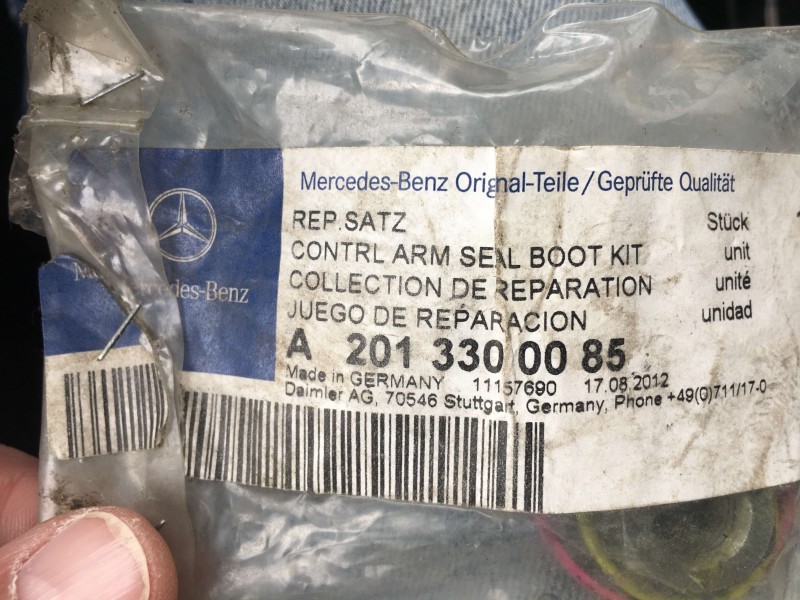 Mercedes-Benz Orignal-Teile/Geprüfte Qualität
REP.SATZ Stück
CONTRL ARM SEAL BOOT KIT unit
COLLECTION DE REPARATION unité
JUEGO DE REPARACION unidad
A 201 330 00 85
Made in GERMANY 11157690 17.08.2012
Daimler AG, 70546 Stuttgart, Germany, Phone +49(0)711/17-0